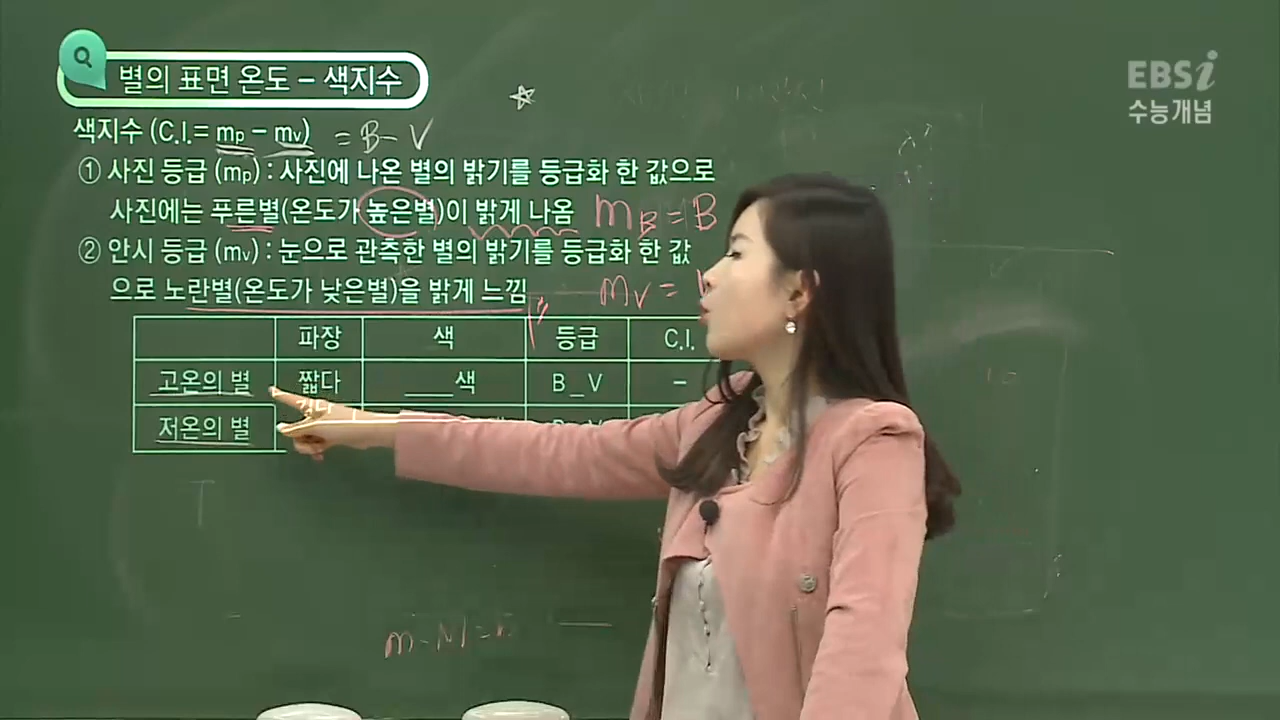 별의 표면 온도 – 색지수
EBSi
수능개념
색지수 (C.I.= mp – mv) = B – V
① 사진 등급 (mp) : 사진에 나온 별의 밝기를 등급화 한 값으로
사진에는 푸른별(온도가 높은별)이 밝게 나옴 mB = B
② 안시 등급 (mv) : 눈으로 관측한 별의 밝기를 등급화 한 값
으로 노란별(온도가 낮은별)을 밝게 느낌 mV =
파장 색 등급 C.I.
고온의 별 짧다 ___색 B _ V –
저온의 별 길다